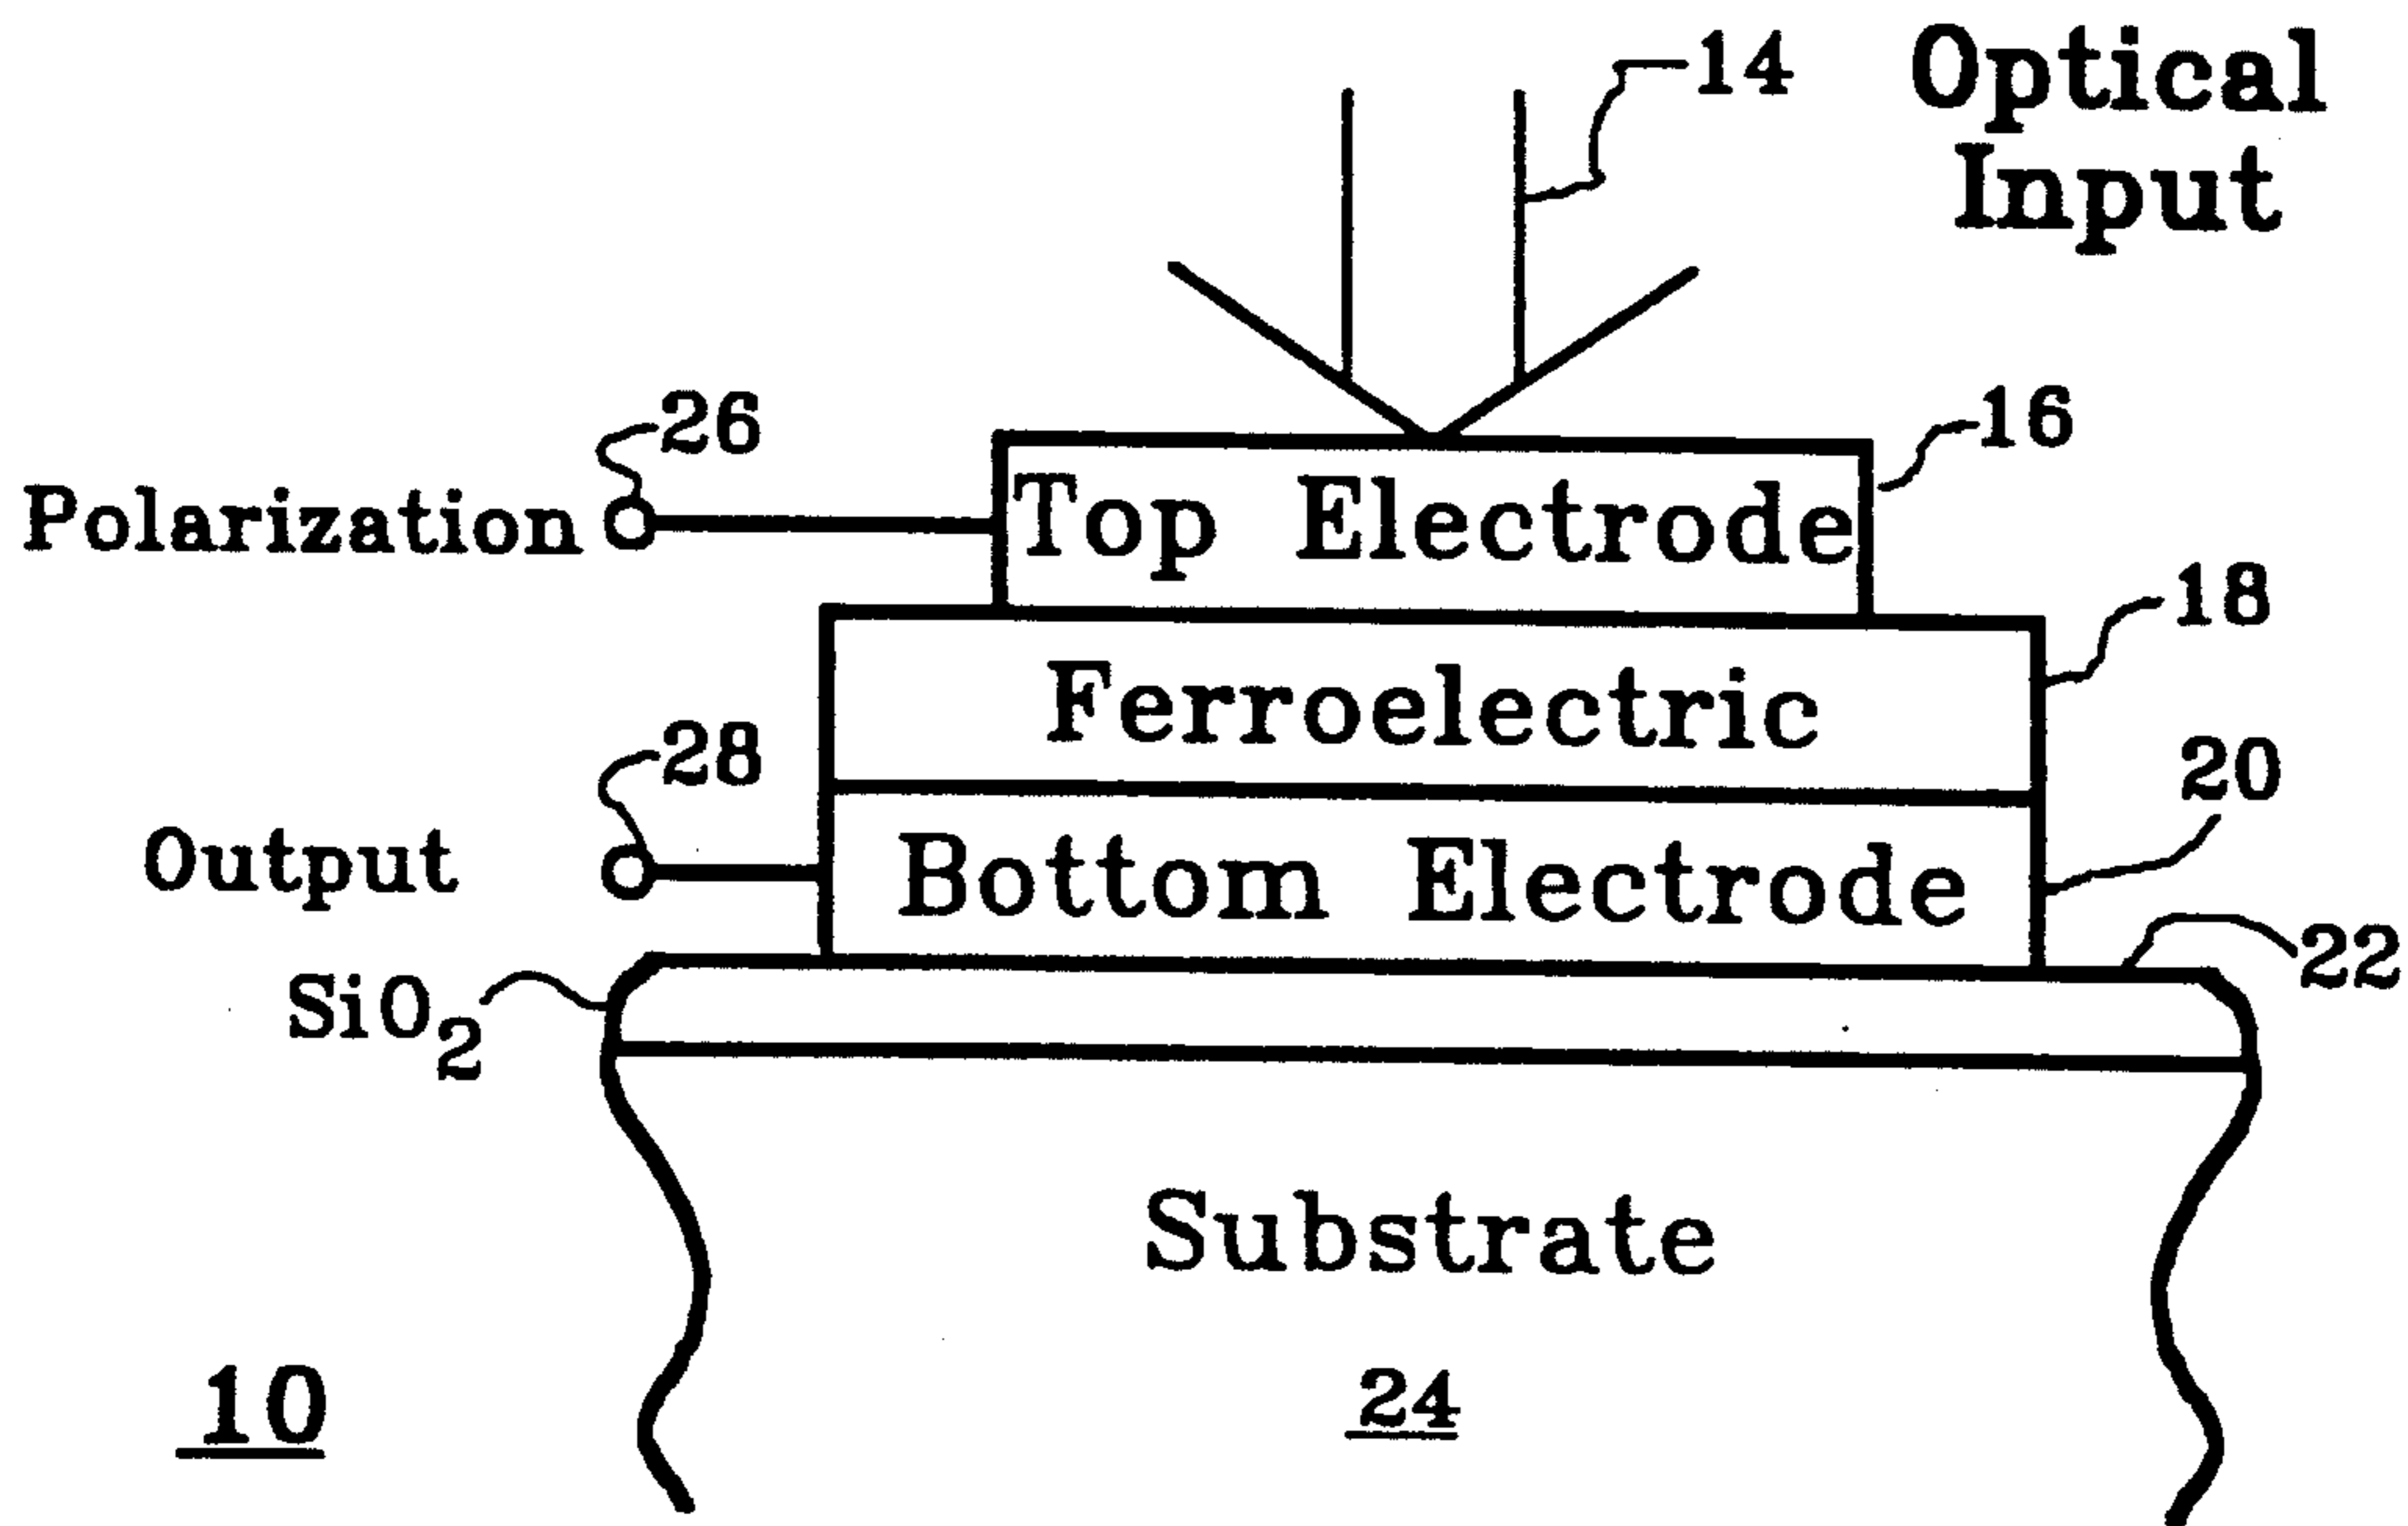 14
Optical
Input
26
16
Polarization
Top Electrode
18
Ferroelectric
28
20
Output
Bottom Electrode
22
SiO2
Substrate
10
24